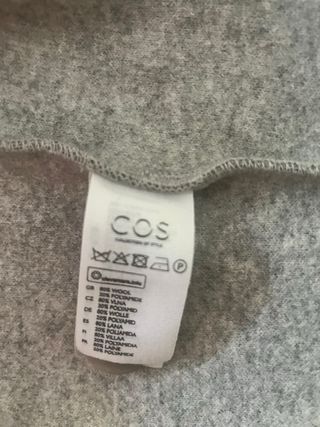 COS
COLLECTION OF STYLE
P
GB 80% WOOL
20% POLYAMIDE
CZ 80% VLNA
20% POLYAMID
DE 80% WOLLE
20% POLYAMID
ES 80% LANA
20% POLIAMIDA
FI 80% VILLAA
20% POLYAMIDIA
FR 80% LAINE
20% POLYAMIDE